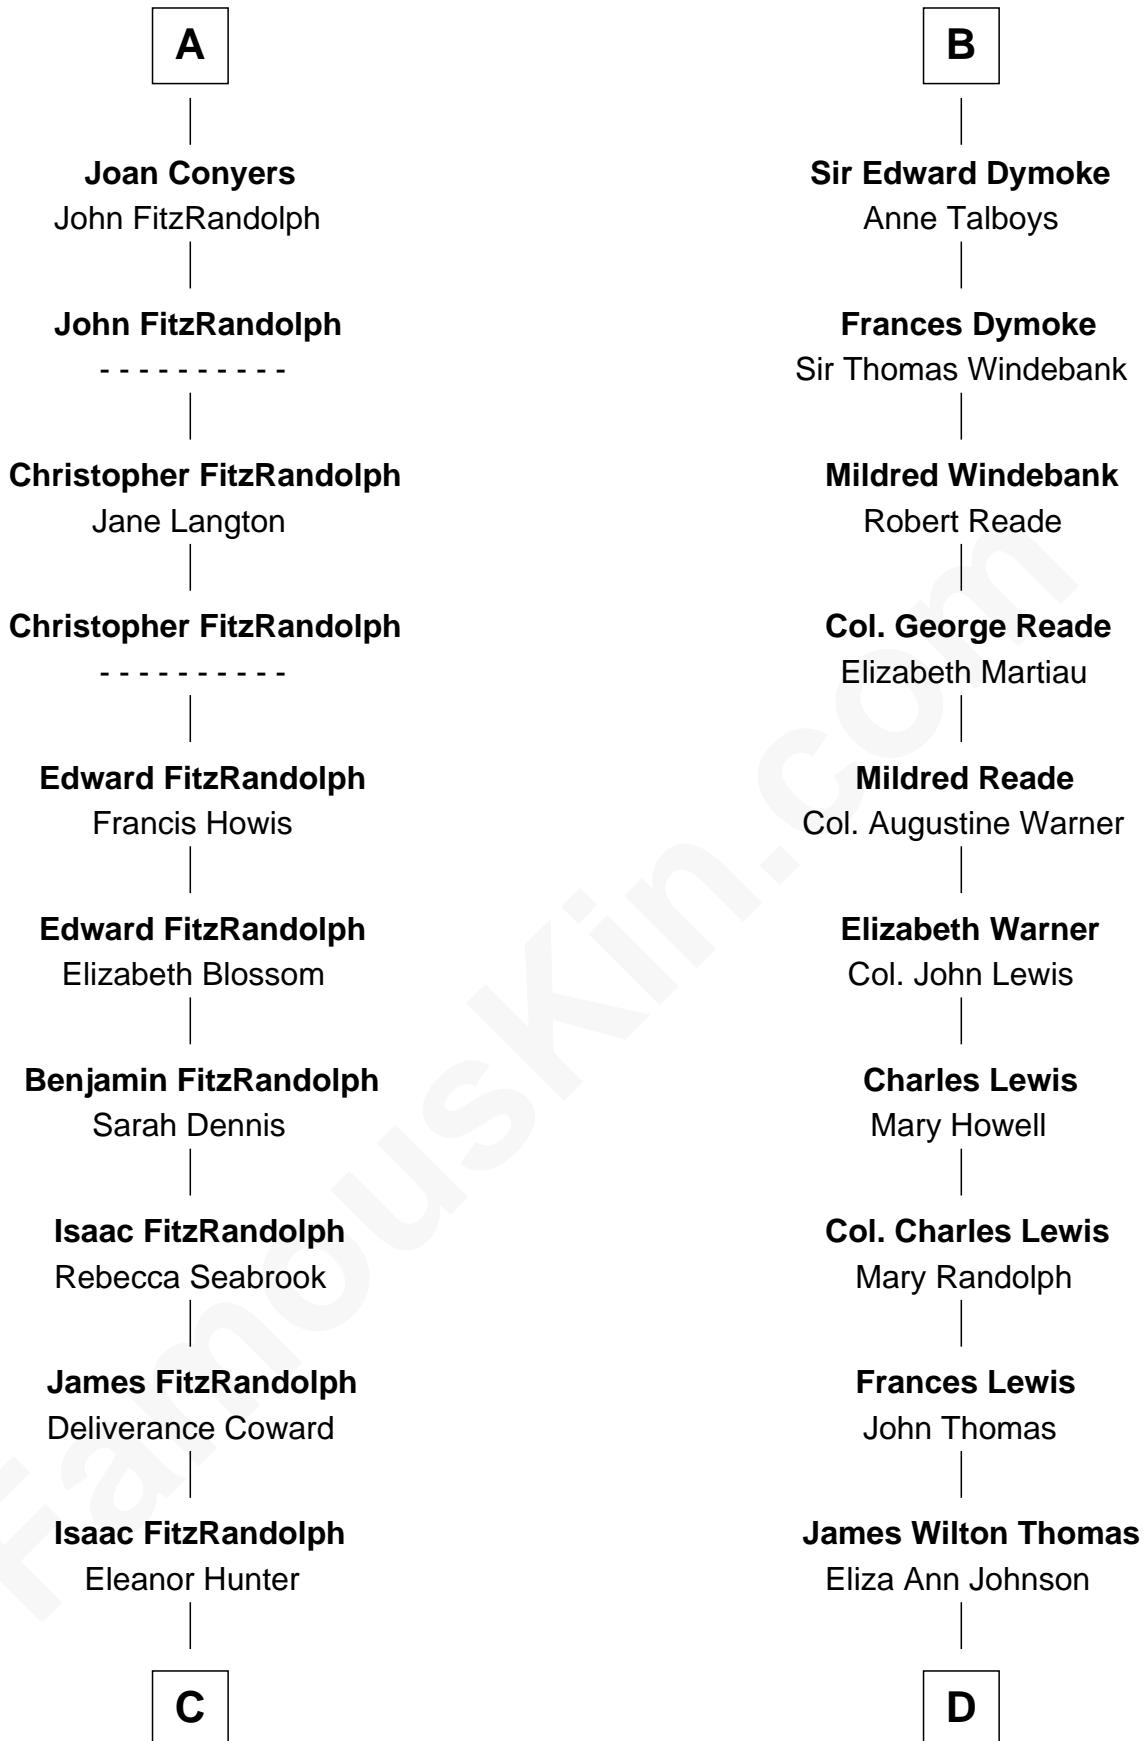 A
Joan Conyers
John FitzRandolph
John FitzRandolph
- - - - - - - - - -
Christopher FitzRandolph
Jane Langton
Christopher FitzRandolph
- - - - - - - - - -
Edward FitzRandolph
Francis Howis
Edward FitzRandolph
Elizabeth Blossom
Benjamin FitzRandolph
Sarah Dennis
Isaac FitzRandolph
Rebecca Seabrook
James FitzRandolph
Deliverance Coward
Isaac FitzRandolph
Eleanor Hunter
C
B
Sir Edward Dymoke
Anne Talboys
Frances Dymoke
Sir Thomas Windebank
Mildred Windebank
Robert Reade
Col. George Reade
Elizabeth Martiau
Mildred Reade
Col. Augustine Warner
Elizabeth Warner
Col. John Lewis
Charles Lewis
Mary Howell
Col. Charles Lewis
Mary Randolph
Frances Lewis
John Thomas
James Wilton Thomas
Eliza Ann Johnson
D
FamousKin.com